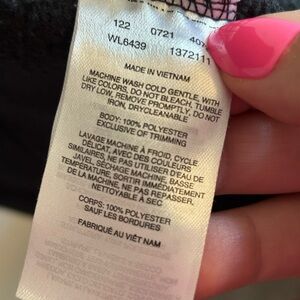 122 0721
WL6439 1372111
MADE IN VIETNAM
MACHINE WASH COLD GENTLE, WITH
LIKE COLORS, DO NOT BLEACH, TUMBLE
DRY LOW, REMOVE PROMPTLY, DO NOT
IRON, DRYCLEANABLE
BODY: 100% POLYESTER
EXCLUSIVE OF TRIMMING
LAVAGE MACHINE À FROID, CYCLE
DÉLICAT, AVEC DES COULEURS
SIMILAIRES, NE PAS UTILISER D'EAU DE
JAVEL, SÉCHAGE MACHINE, BASSE
TEMPÉRATURE, SORTIR IMMÉDIATEMENT
DE LA MACHINE, NE PAS REPASSER,
NETTOYABLE À SEC
CORPS: 100% POLYESTER
SAUF LES BORDURES
FABRIQUÉ AU VIÊT NAM